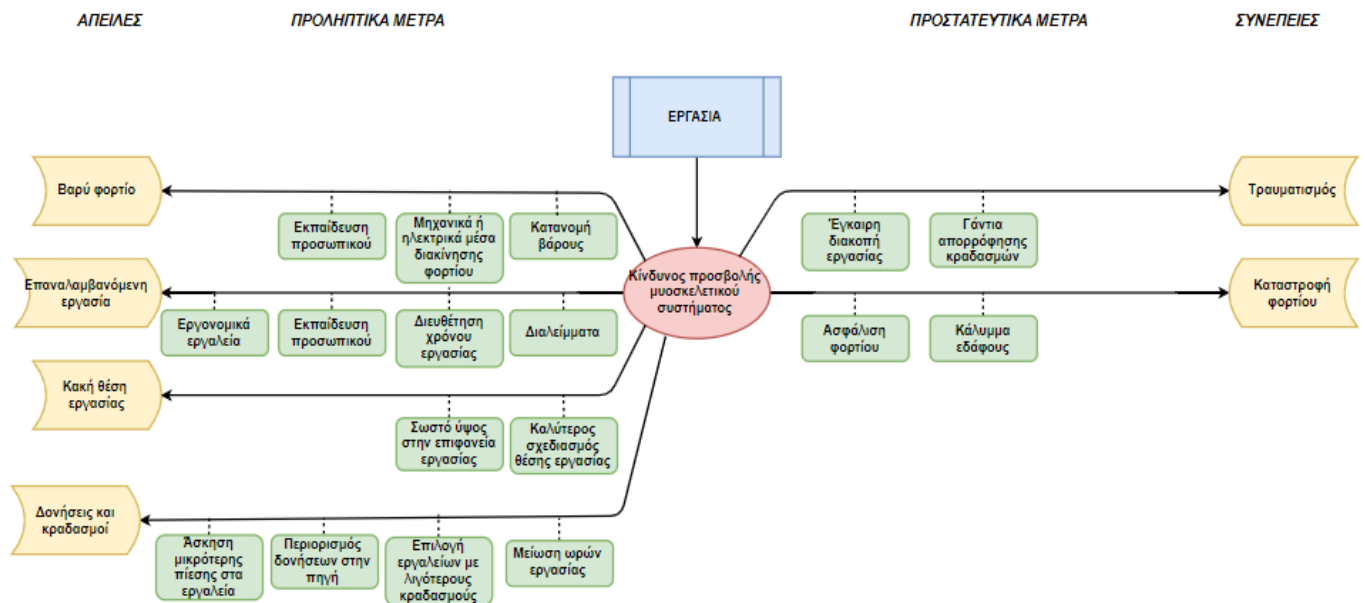 ΑΠΕΙΛΕΣ
ΠΡΟΛΗΠΤΙΚΑ ΜΕΤΡΑ
ΠΡΟΣΤΑΤΕΥΤΙΚΑ ΜΕΤΡΑ
ΣΥΝΕΠΕΙΕΣ
ΕΡΓΑΣΙΑ
Βαρύ φορτίο
Εκπαίδευση
προσωπικού
Μηχανικά ή
ηλεκτρικά μέσα
διακίνησης
φορτίου
Κατανομή
βάρους
Έγκαιρη
διακοπή
εργασίας
Γάντια
απορρόφησης
κραδασμών
Τραυματισμός
Επαναλαμβανόμενη
εργασία
Εργονομικά
εργαλεία
Εκπαίδευση
προσωπικού
Διευθέτηση
χρόνου
εργασίας
Διαλείμματα
Κίνδυνος προσβολής
μυοσκελετικού
συστήματος
Ασφάλιση
φορτίου
Κάλυμμα
εδάφους
Καταστροφή
φορτίου
Κακή θέση
εργασίας
Σωστό ύψος
στην επιφανεία
εργασίας
Καλύτερος
σχεδιασμός
θέσης εργασίας
Δονήσεις και
κραδασμοί
Άσκηση
μικρότερης
πίεσης στα
εργαλεία
Περιορισμός
δονήσεων στην
πηγή
Επιλογή
εργαλείων με
λιγότερους
κραδασμούς
Μείωση ωρών
εργασίας